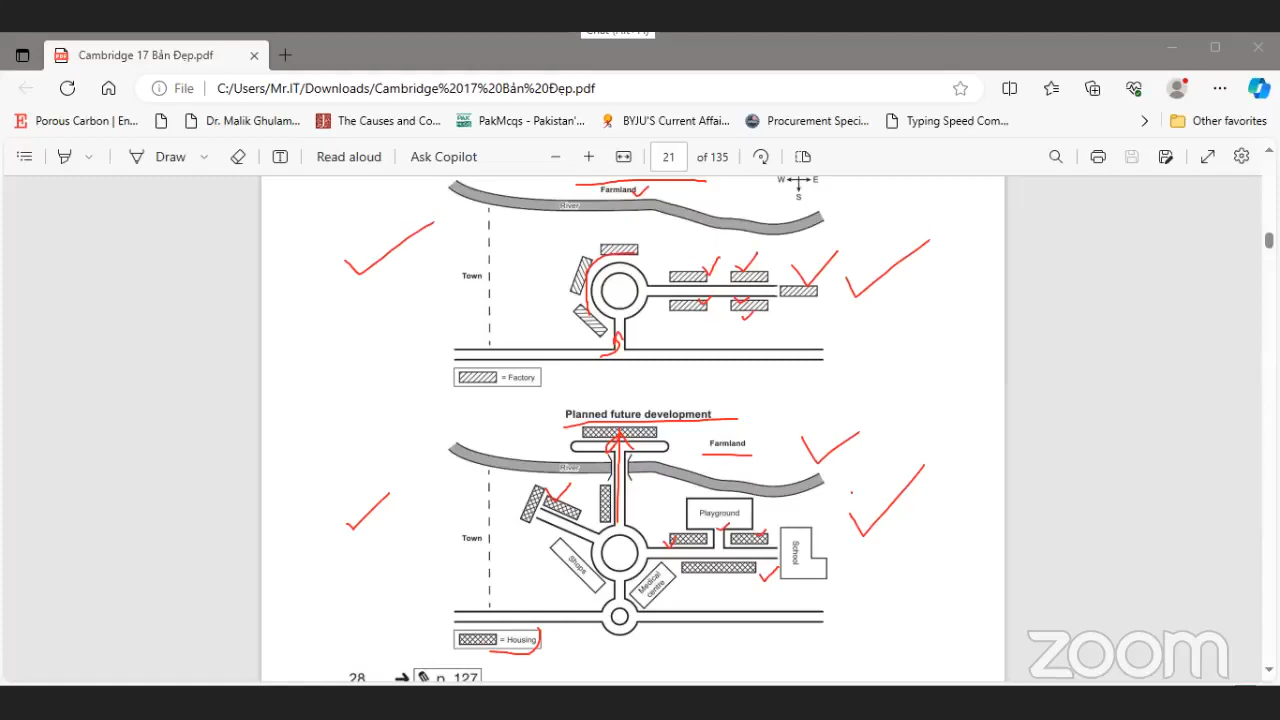 Cambridge 17 Bản Đẹp.pdf
File
C:/Users/Mr.IT/Downloads/Cambridge%2017%20Bản%20Đẹp.pdf
Porous Carbon | En...
Dr. Malik Ghulam...
The Causes and Co...
PakMcqs - Pakistan'...
BYJU'S Current Affai...
Procurement Speci...
Typing Speed Com...
Other favorites
Draw
Read aloud
Ask Copilot
21
of 135
Farmland
W
E
S
River
Town
= Factory
Planned future development
Farmland
River
Playground
Town
Shops
Medical
centre
School
= Housing
28
p. 127
zoom